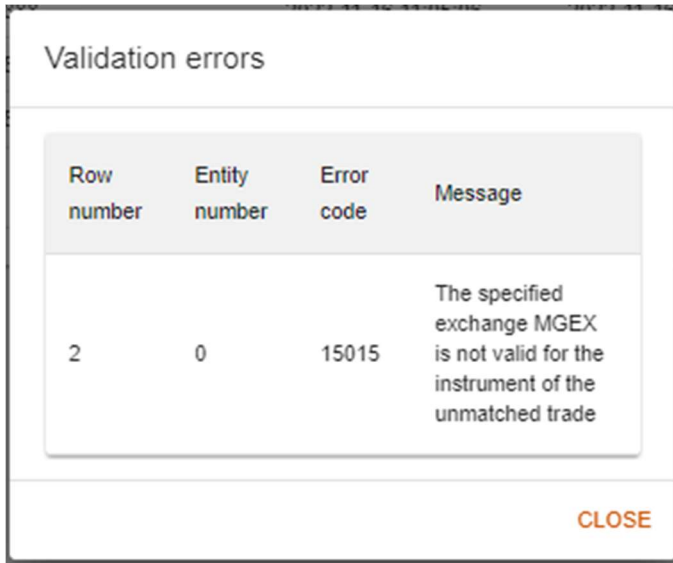 Validation errors
Row number
Entity number
Error code
Message
2
0
15015
The specified
exchange MGEX
is not valid for the
instrument of the
unmatched trade
CLOSE